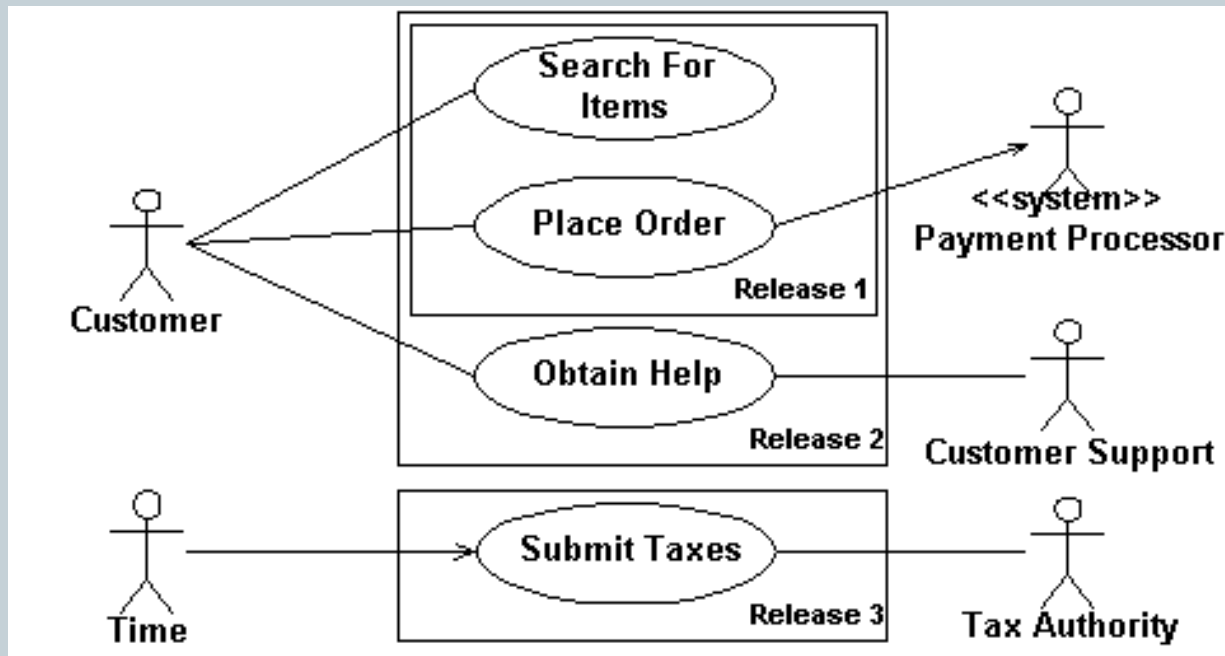 Search For
Items
<<system>>
Payment Processor
Place Order
Release 1
Customer
Obtain Help
Release 2
Customer Support
Submit Taxes
Release 3
Time
Tax Authority